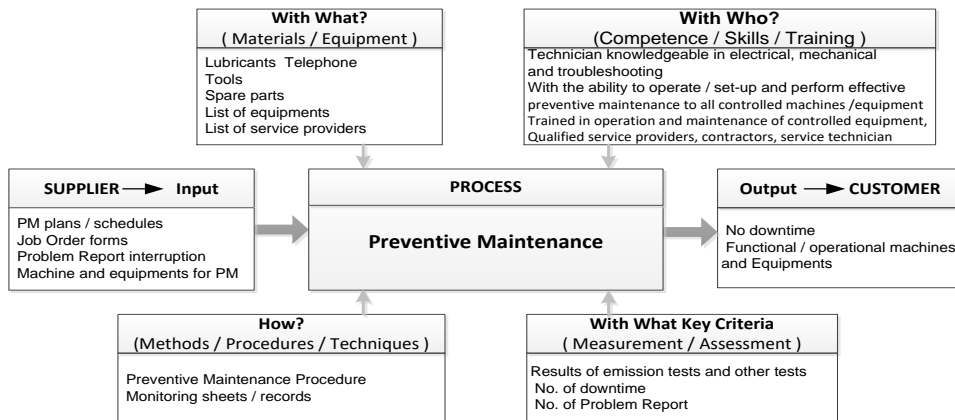 With What?
( Materials / Equipment )
Lubricants Telephone
Tools
Spare parts
List of equipments
List of service providers
With Who?
(Competence / Skills / Training )
Technician knowledgeable in electrical, mechanical
and troubleshooting
With the ability to operate / set-up and perform effective
preventive maintenance to all controlled machines /equipment
Trained in operation and maintenance of controlled equipment,
Qualified service providers, contractors, service technician
SUPPLIER Input
PM plans / schedules
Job Order forms
Problem Report interruption
Machine and equipments for PM
PROCESS
Preventive Maintenance
Output CUSTOMER
No downtime
Functional / operational machines
and Equipments
How?
(Methods / Procedures / Techniques )
Preventive Maintenance Procedure
Monitoring sheets / records
With What Key Criteria
( Measurement / Assessment )
Results of emission tests and other tests
No. of downtime
No. of Problem Report